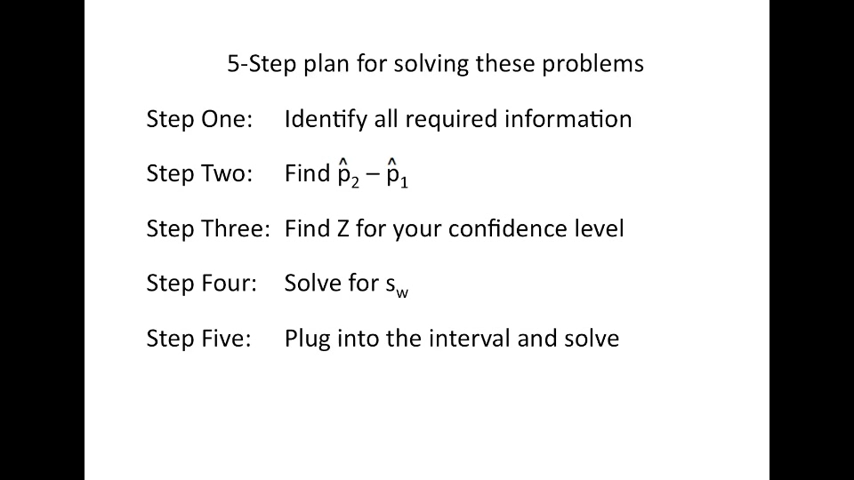 5-Step plan for solving these problems
Step One: Identify all required information
Step Two: Find p̂₂ – p̂₁
Step Three: Find Z for your confidence level
Step Four: Solve for s_w
Step Five: Plug into the interval and solve